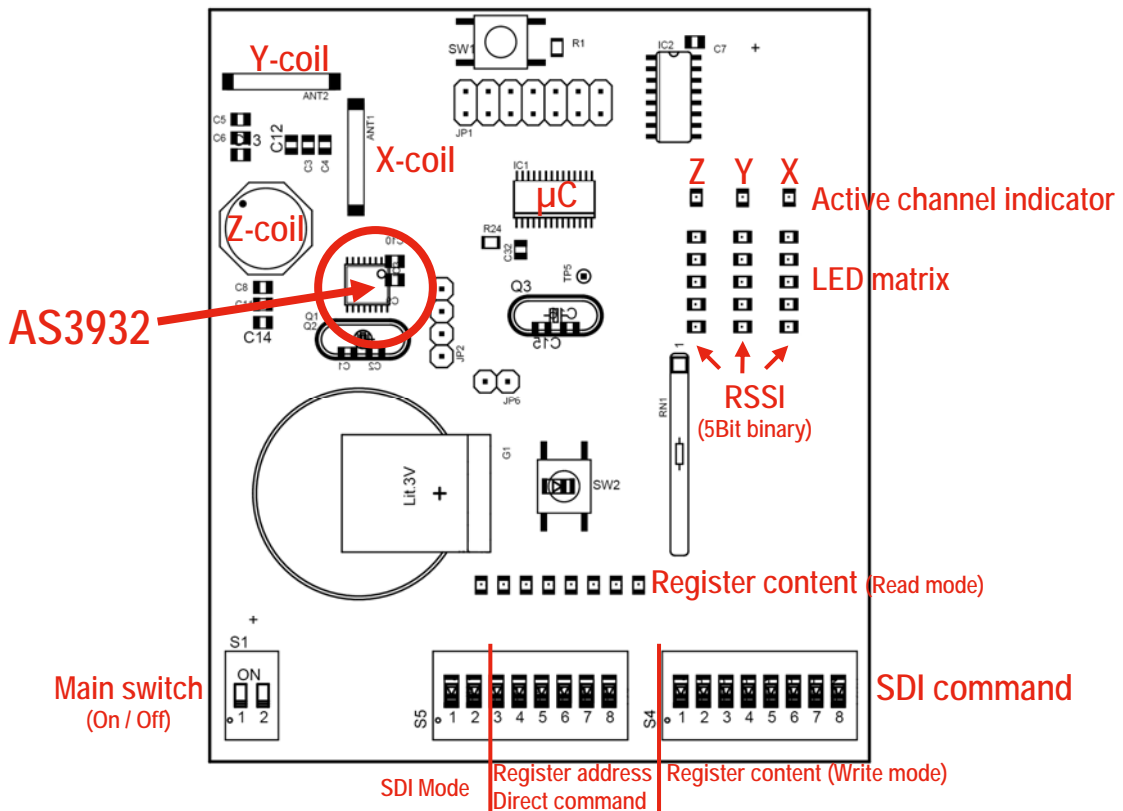 SW1
R1
IC2
C7
+
Y-coil
ANT2
JP1
C5
C6
3
C12
C3
C4
ANT1
X-coil
IC1
µC
Z Y X
Active channel indicator
Z-coil
R24
C32
TP5
LED matrix
C8
C14
AS3932
Q1
Q2
C1
C2
JP2
Q3
C15
JP6
1
RSSI
(5Bit binary)
RN1
G1
Lit.3V
+
SW2
Register content (Read mode)
+
S1
ON
1 2
Main switch
(On / Off)
S5
1 2 3 4 5 6 7 8
S4
1 2 3 4 5 6 7 8
SDI command
SDI Mode
Register address
Direct command
Register content (Write mode)